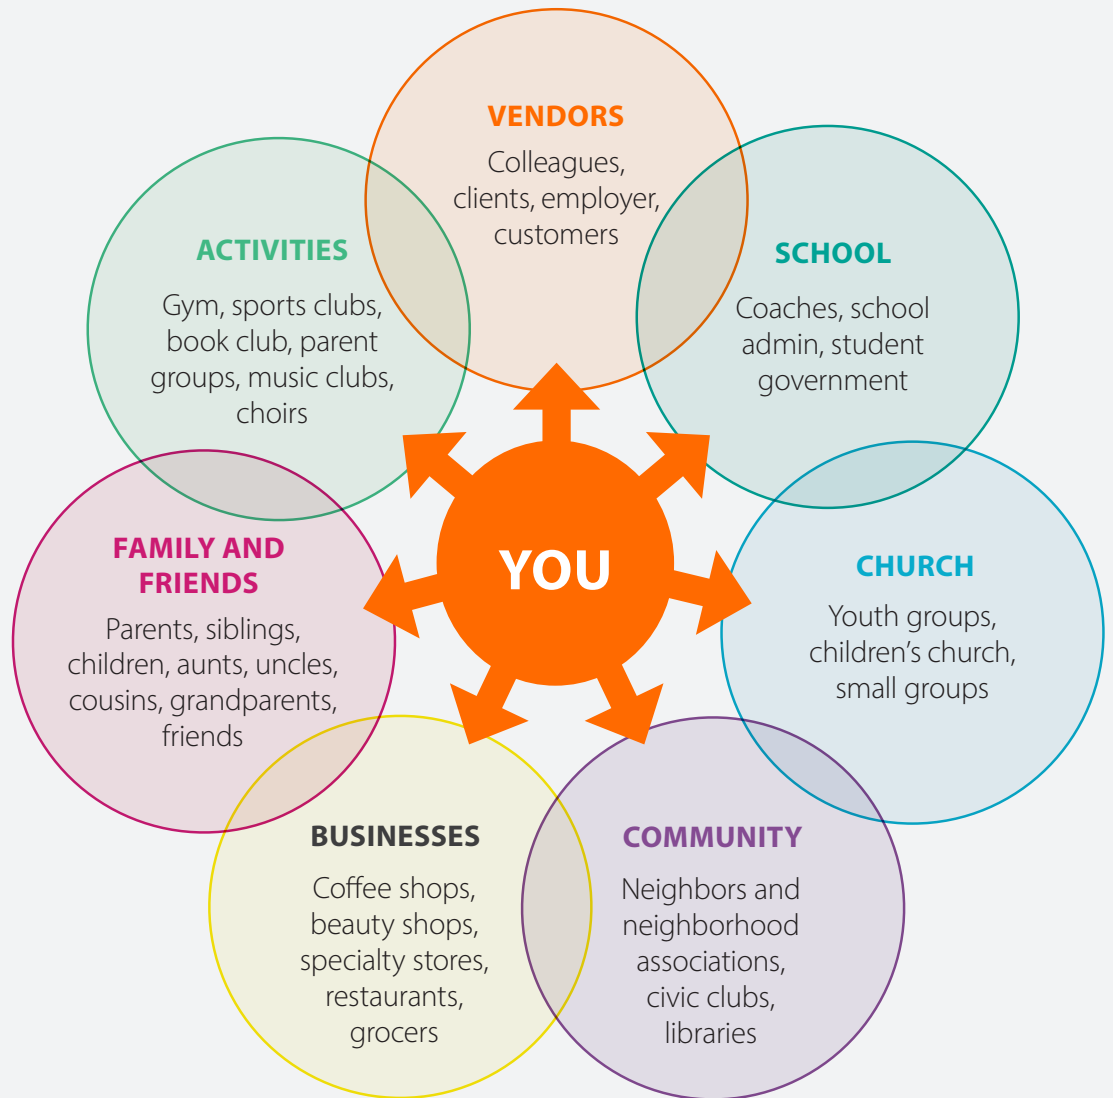 VENDORS
Colleagues,
clients, employer,
customers
ACTIVITIES
Gym, sports clubs,
book club, parent
groups, music clubs,
choirs
SCHOOL
Coaches, school
admin, student
government
YOU
FAMILY AND
FRIENDS
Parents, siblings,
children, aunts, uncles,
cousins, grandparents,
friends
CHURCH
Youth groups,
children’s church,
small groups
BUSINESSES
Coffee shops,
beauty shops,
specialty stores,
restaurants,
grocers
COMMUNITY
Neighbors and
neighborhood
associations,
civic clubs,
libraries